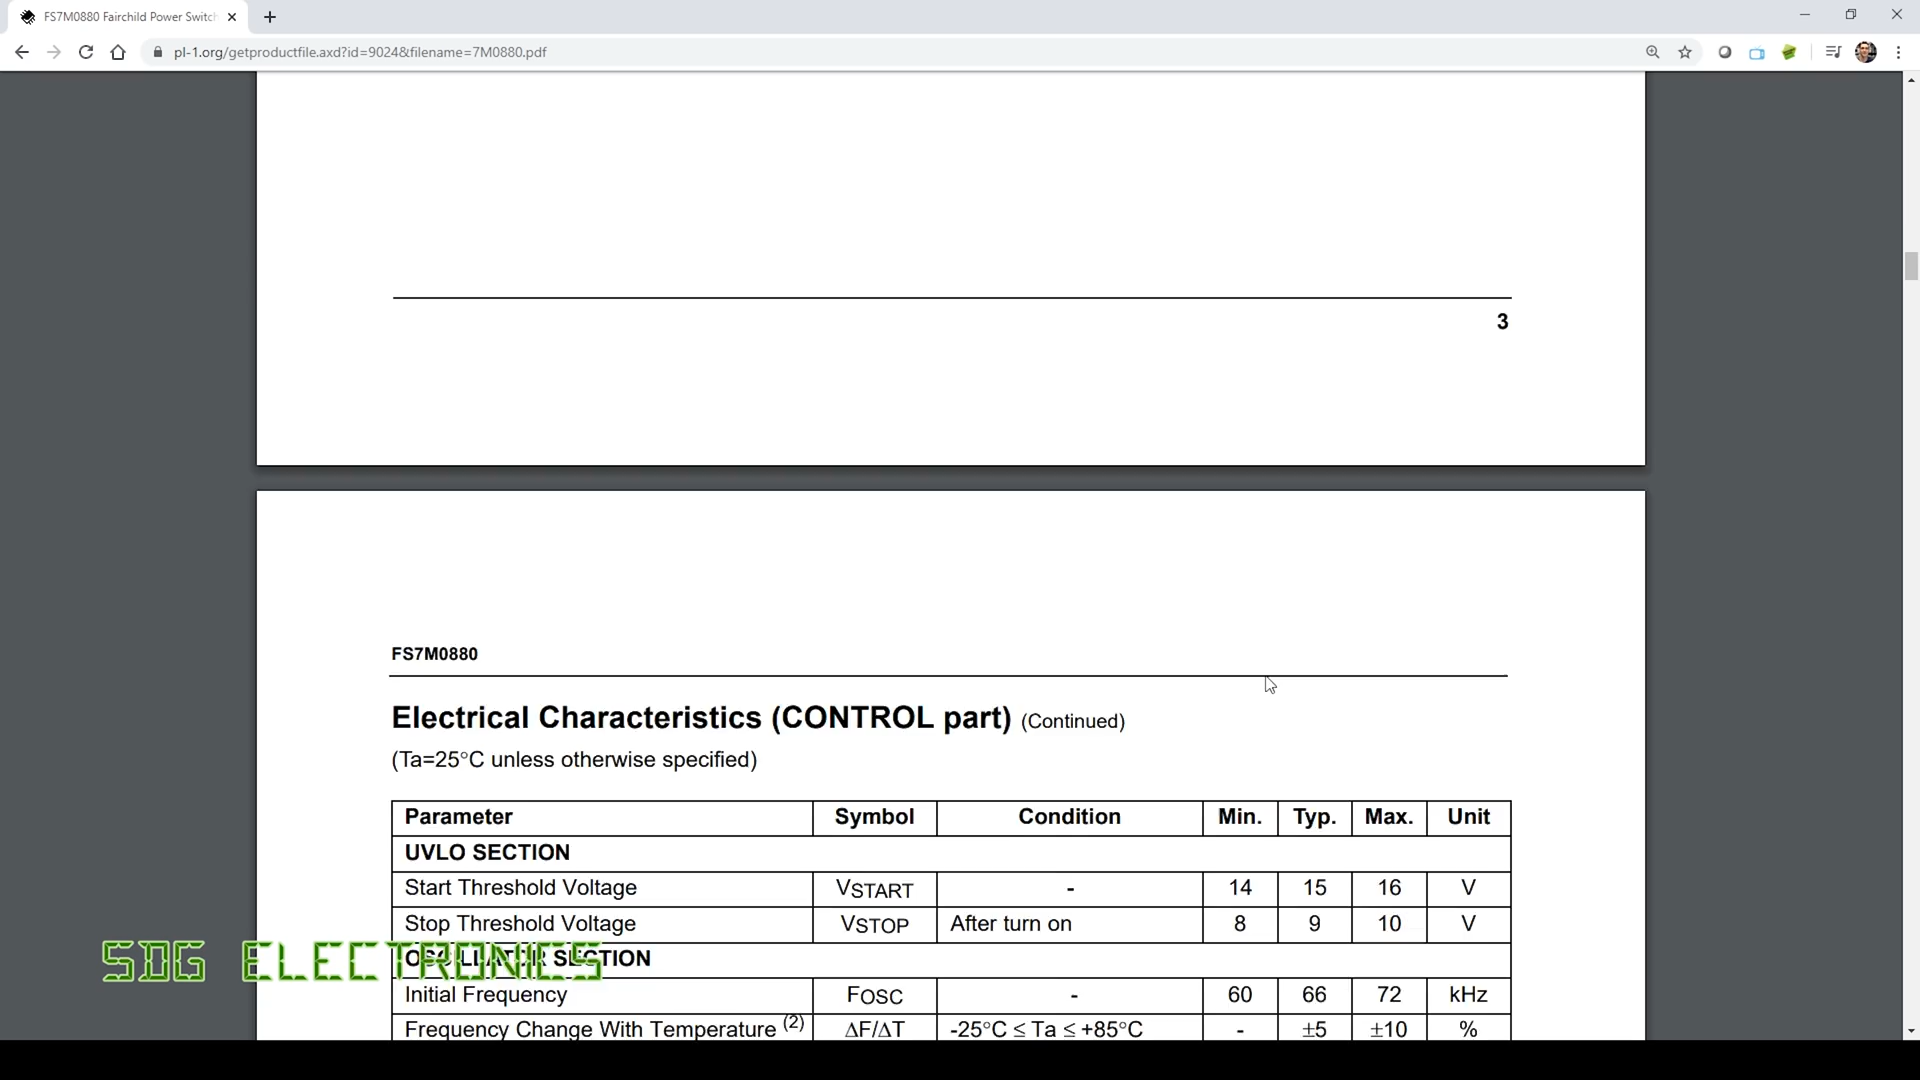 FS7M0880 Fairchild Power Switch
pl-1.org/getproductfile.axd?id=9024&filename=7M0880.pdf
3
FS7M0880
Electrical Characteristics (CONTROL part) (Continued)
(Ta=25°C unless otherwise specified)
Parameter Symbol Condition Min. Typ. Max. Unit
UVLO SECTION
Start Threshold Voltage VSTART - 14 15 16 V
Stop Threshold Voltage VSTOP After turn on 8 9 10 V
OSCILLATOR SECTION
SDG ELECTRONICS
Initial Frequency FOSC - 60 66 72 kHz
Frequency Change With Temperature (2) ΔF/ΔT -25°C ≤ Ta ≤ +85°C - ±5 ±10 %